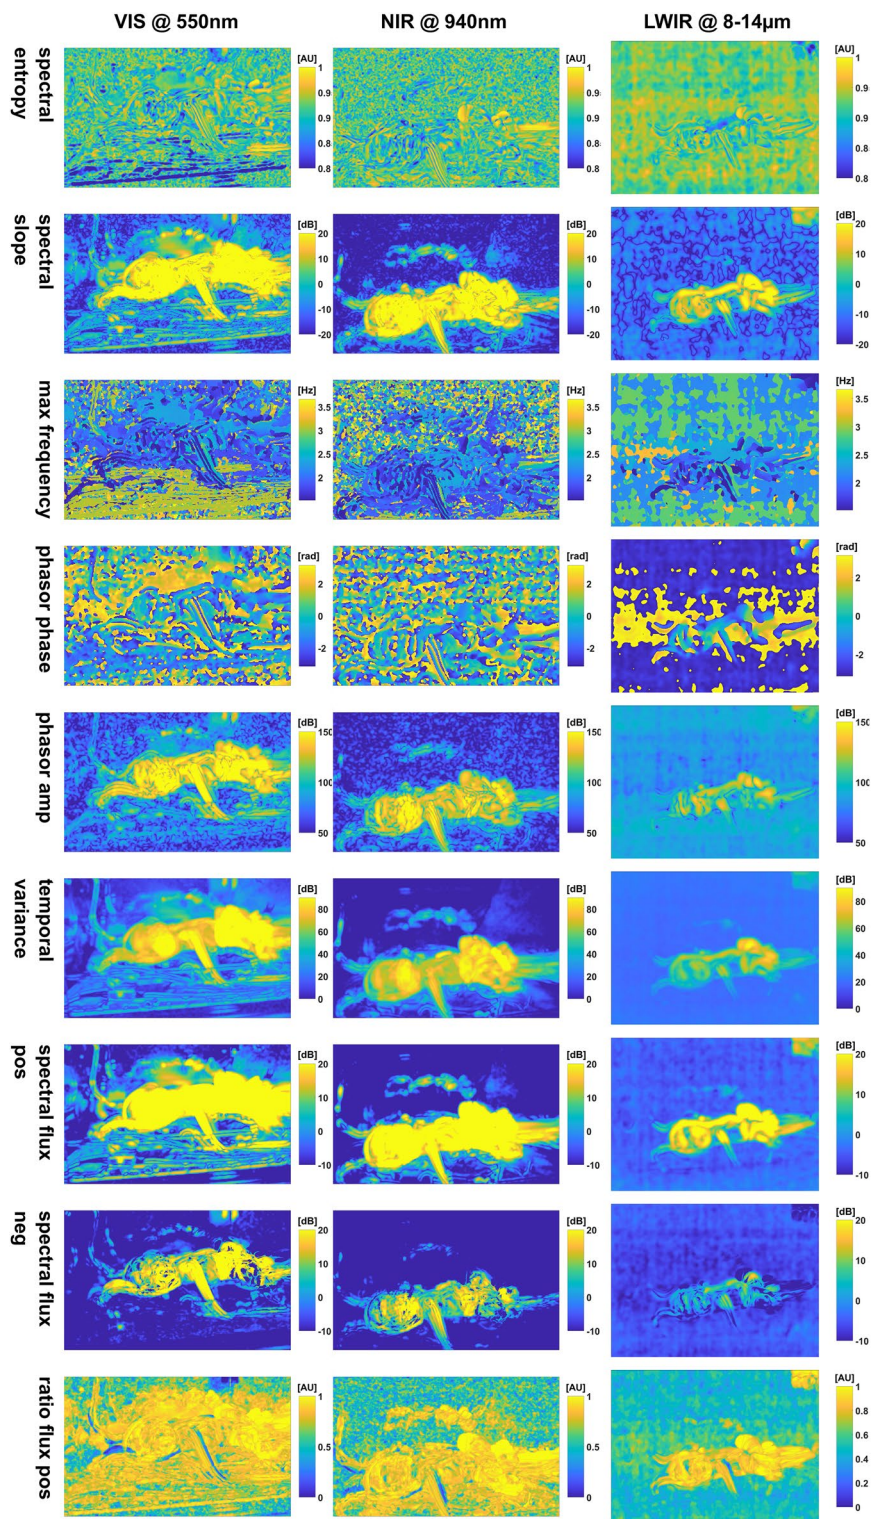 VIS @ 550nm NIR @ 940nm LWIR @ 8-14µm
spectral
entropy
[AU]
1
0.9
0.9
0.8
0.8
[AU]
1
0.9
0.9
0.8
0.8
[AU]
1
0.9
0.9
0.8
0.8
spectral
slope
[dB]
20
10
0
-10
-20
[dB]
20
10
0
-10
-20
[dB]
20
10
0
-10
-20
max frequency
[Hz]
3.5
3
2.5
2
[Hz]
3.5
3
2.5
2
[Hz]
3.5
3
2.5
2
phasor phase
[rad]
2
0
-2
[rad]
2
0
-2
[rad]
2
0
-2
phasor amp
[dB]
150
100
50
[dB]
150
100
50
[dB]
150
100
50
temporal
variance
[dB]
80
60
40
20
0
[dB]
80
60
40
20
0
[dB]
80
60
40
20
0
spectral flux
pos
[dB]
20
10
0
-10
[dB]
20
10
0
-10
[dB]
20
10
0
-10
spectral flux
neg
[dB]
20
10
0
-10
[dB]
20
10
0
-10
[dB]
20
10
0
-10
ratio flux pos
[AU]
1
0.5
0
[AU]
1
0.5
0
[AU]
1
0.8
0.6
0.4
0.2
0